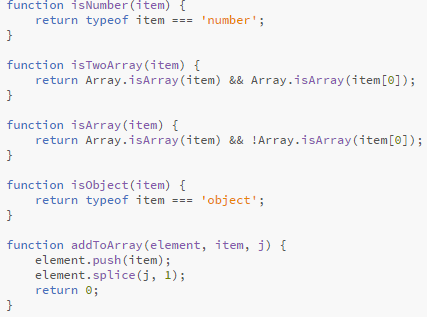 function isNumber(item) {
    return typeof item === 'number';
}

function isTwoArray(item) {
    return Array.isArray(item) && Array.isArray(item[0]);
}

function isArray(item) {
    return Array.isArray(item) && !Array.isArray(item[0]);
}

function isObject(item) {
    return typeof item === 'object';
}

function addToArray(element, item, j) {
    element.push(item);
    element.splice(j, 1);
    return 0;
}